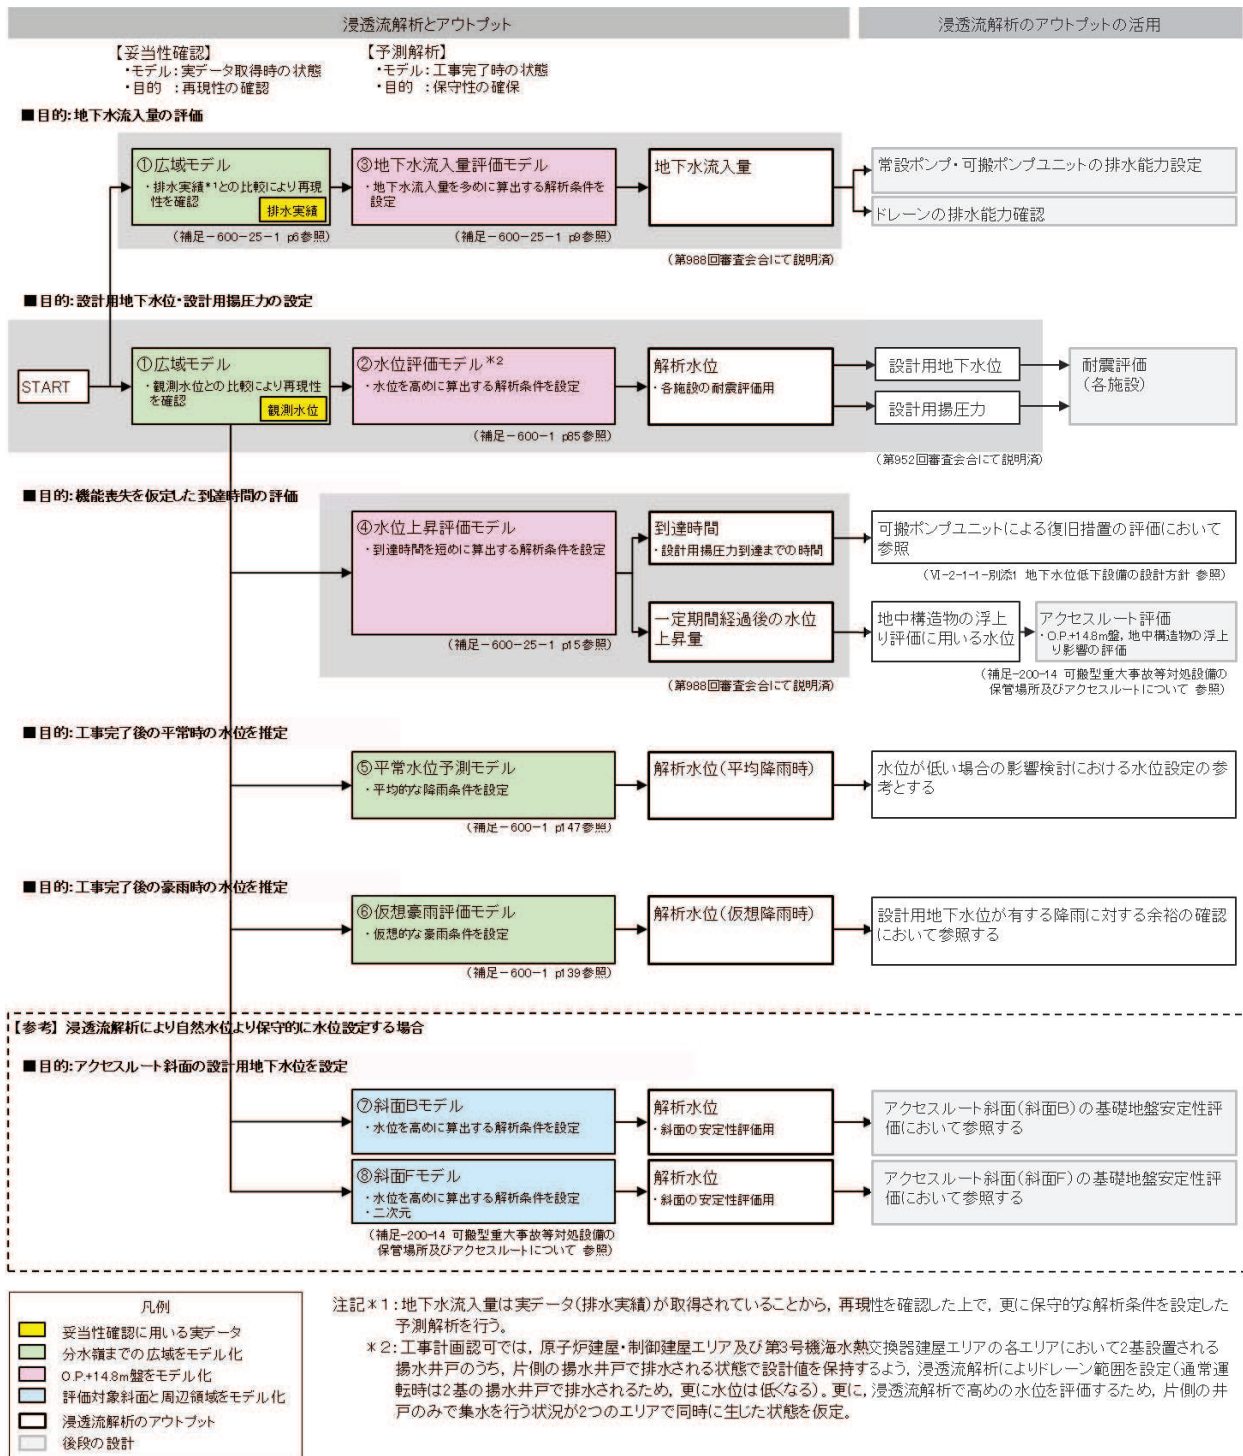 浸透流解析とアウトプット
浸透流解析のアウトプットの活用
【妥当性確認】
・モデル：実データ取得時の状態
・目的　：再現性の確認
【予測解析】
・モデル：工事完了時の状態
・目的　：保守性の確保
■目的：地下水流入量の評価
①広域モデル
・排水実績*1との比較により再現
性を確認
排水実績
（補足－600－25－1 p6参照）
③地下水流入量評価モデル
・地下水流入量を多めに算出する解析条件を
設定
（補足－600－25－1 p9参照）
地下水流入量
（第988回審査会合にて説明済）
常設ポンプ・可搬ポンプユニットの排水能力設定
ドレーンの排水能力確認
■目的：設計用地下水位・設計用揚圧力の設定
START
①広域モデル
・観測水位との比較により再現性
を確認
観測水位
②水位評価モデル*2
・水位を高めに算出する解析条件を設定
（補足－600－1 p85参照）
解析水位
・各施設の耐震評価用
設計用地下水位
設計用揚圧力
耐震評価
（各施設）
（第952回審査会合にて説明済）
■目的：機能喪失を仮定した到達時間の評価
④水位上昇評価モデル
・到達時間を短めに算出する解析条件を設定
（補足－600－25－1 p15参照）
到達時間
・設計用揚圧力到達までの時間
可搬ポンプユニットによる復旧措置の評価において
参照
（Ⅵ－2－1－1－別添1 地下水位低下設備の設計方針 参照）
一定期間経過後の水位
上昇量
（第988回審査会合にて説明済）
地中構造物の浮上
り評価に用いる水位
アクセスルート評価
・O.P.+14.8m盤，地中構造物の浮上
り影響の評価
（補足-200-14 可搬型重大事故等対処設備の
保管場所及びアクセスルートについて 参照）
■目的：工事完了後の平常時の水位を推定
⑤平常水位予測モデル
・平均的な降雨条件を設定
（補足－600－1 p147参照）
解析水位（平均降雨時）
水位が低い場合の影響検討における水位設定の参
考とする
■目的：工事完了後の豪雨時の水位を推定
⑥仮想豪雨評価モデル
・仮想的な豪雨条件を設定
（補足－600－1 p139参照）
解析水位（仮想降雨時）
設計用地下水位が有する降雨に対する余裕の確認
において参照する
【参考】浸透流解析により自然水位より保守的に水位設定する場合
■目的：アクセスルート斜面の設計用地下水位を設定
⑦斜面Bモデル
・水位を高めに算出する解析条件を設定
解析水位
・斜面の安定性評価用
アクセスルート斜面（斜面B）の基礎地盤安定性評
価において参照する
⑧斜面Fモデル
・水位を高めに算出する解析条件を設定
・二次元
（補足-200-14 可搬型重大事故等対処設備の
保管場所及びアクセスルートについて 参照）
解析水位
・斜面の安定性評価用
アクセスルート斜面（斜面F）の基礎地盤安定性評
価において参照する
凡例
妥当性確認に用いる実データ
分水嶺までの広域をモデル化
O.P.+14.8m盤をモデル化
評価対象斜面と周辺領域をモデル化
浸透流解析のアウトプット
後段の設計
注記＊1：地下水流入量は実データ（排水実績）が取得されていることから，再現性を確認した上で，更に保守的な解析条件を設定した
予測解析を行う。
＊2：工事計画認可では，原子炉建屋・制御建屋エリア及び第3号機海水熱交換器建屋エリアの各エリアにおいて2基設置される
揚水井戸のうち，片側の揚水井戸で排水される状態で設計値を保持するよう，浸透流解析によりドレーン範囲を設定（通常運
転時は2基の揚水井戸で排水されるため，更に水位は低くなる）。更に，浸透流解析で高めの水位を評価するため，片側の井
戸のみで集水を行う状況が2つのエリアで同時に生じた状態を仮定。